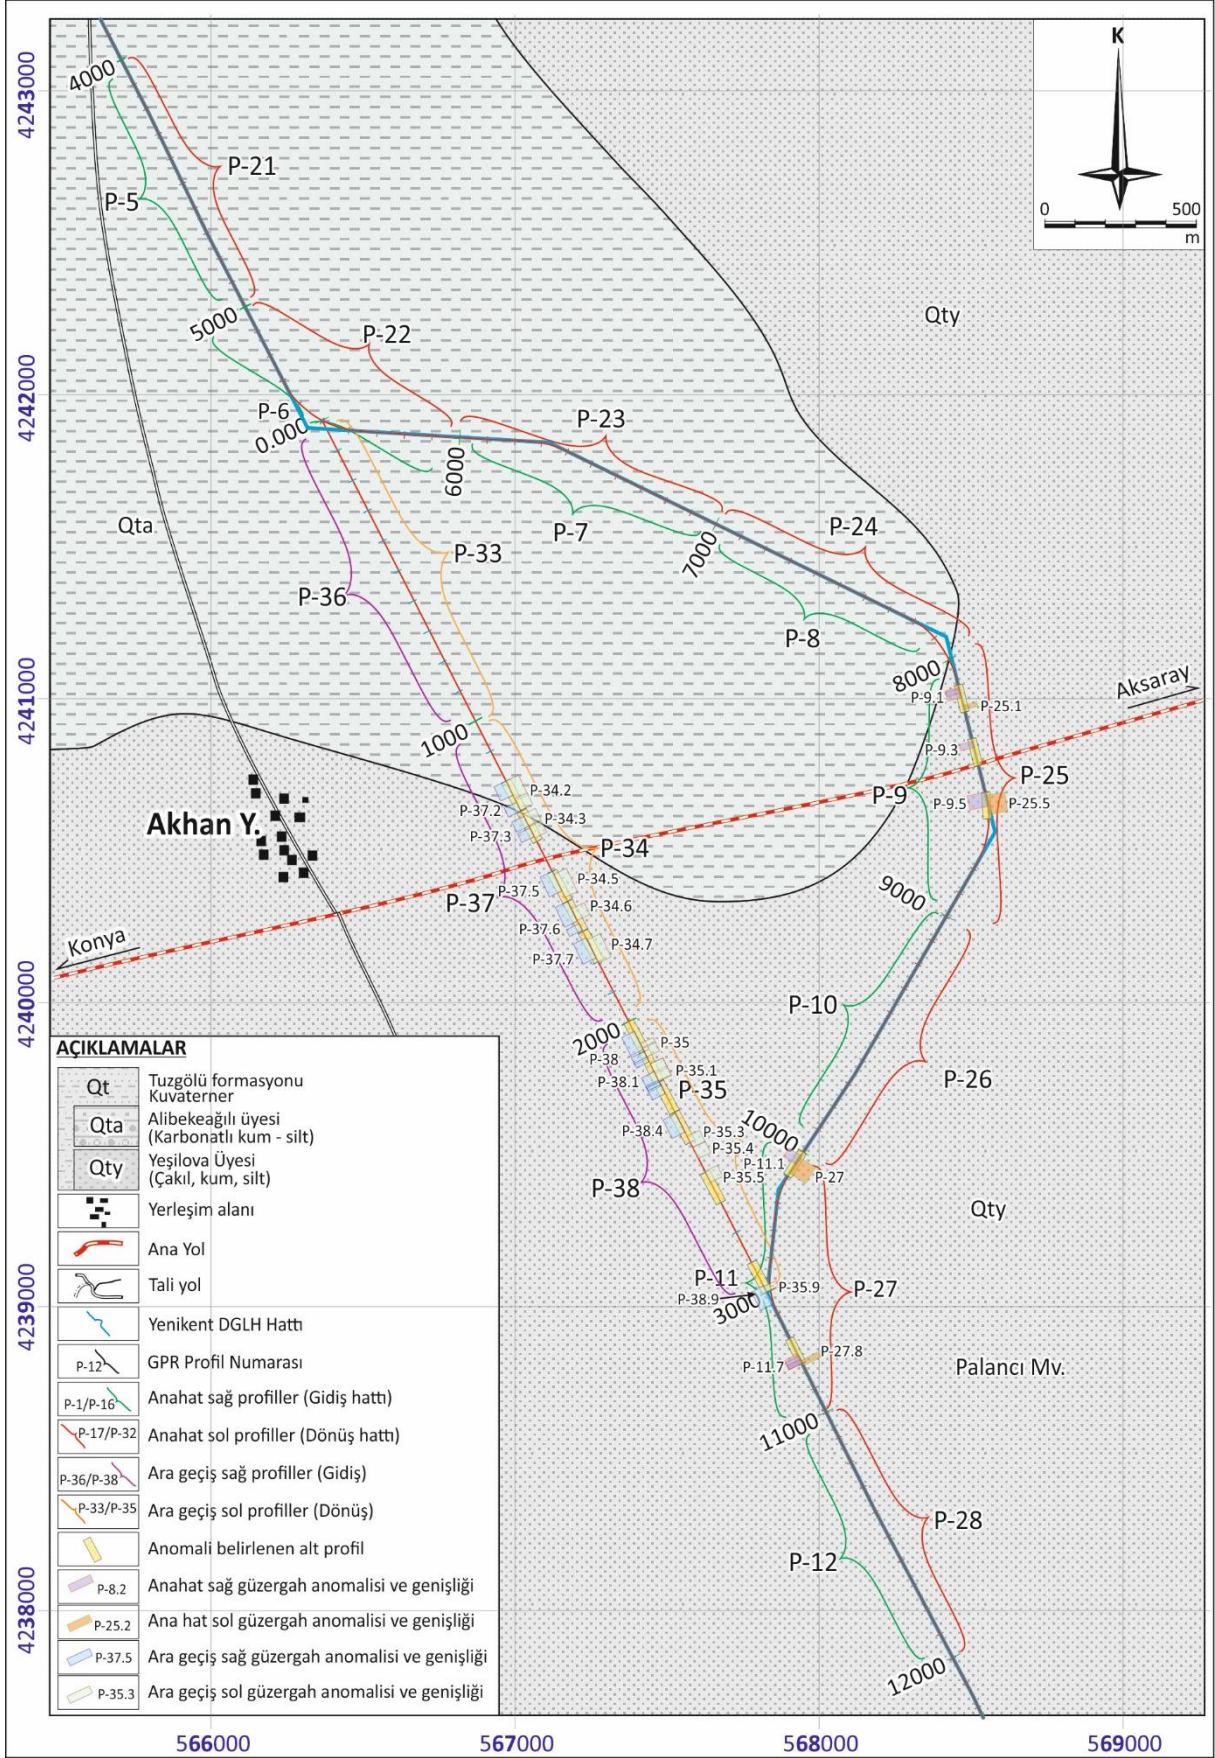 K
0 500
m
4243000
4242000
4241000
4240000
4239000
4238000
4000
P-21
P-5
5000
P-22
P-6
0.000
6000
P-23
P-7
7000
P-24
P-8
Qty
Qta
P-33
P-36
8000
Aksaray
P-9.1
P-25.1
P-9.3
P-25
P-9
P-9.5
P-25.5
1000
P-34.2
P-37.2
P-34.3
P-37.3
Akhan Y.
P-34
P-37.5
P-34.5
P-37
P-34.6
P-37.6
P-34.7
P-37.7
9000
Konya
P-10
2000
P-35
P-38
P-35.1
P-38.1
P-35
P-26
10000
P-35.3
P-38.4
P-35.4
P-11.1
P-35.5
P-27
P-38
Qty
P-11
P-35.9
P-38.9
3000
P-27
P-27.8
P-11.7
Palancı Mv.
11000
P-28
P-12
12000
AÇIKLAMALAR
Qt Tuzgölü formasyonu
Kuvaterner
Qta Alibekeağılı üyesi
(Karbonatlı kum - silt)
Qty Yeşilova Üyesi
(Çakıl, kum, silt)
Yerleşim alanı
Ana Yol
Tali yol
Yenikent DGLH Hattı
P-12 GPR Profil Numarası
P-1/P-16 Anahat sağ profiller (Gidiş hattı)
P-17/P-32 Anahat sol profiller (Dönüş hattı)
P-36/P-38 Ara geçiş sağ profiller (Gidiş)
P-33/P-35 Ara geçiş sol profiller (Dönüş)
Anomali belirlenen alt profil
P-8.2 Anahat sağ güzergah anomalisi ve genişliği
P-25.2 Ana hat sol güzergah anomalisi ve genişliği
P-37.5 Ara geçiş sağ güzergah anomalisi ve genişliği
P-35.3 Ara geçiş sol güzergah anomalisi ve genişliği
566000 567000 568000 569000